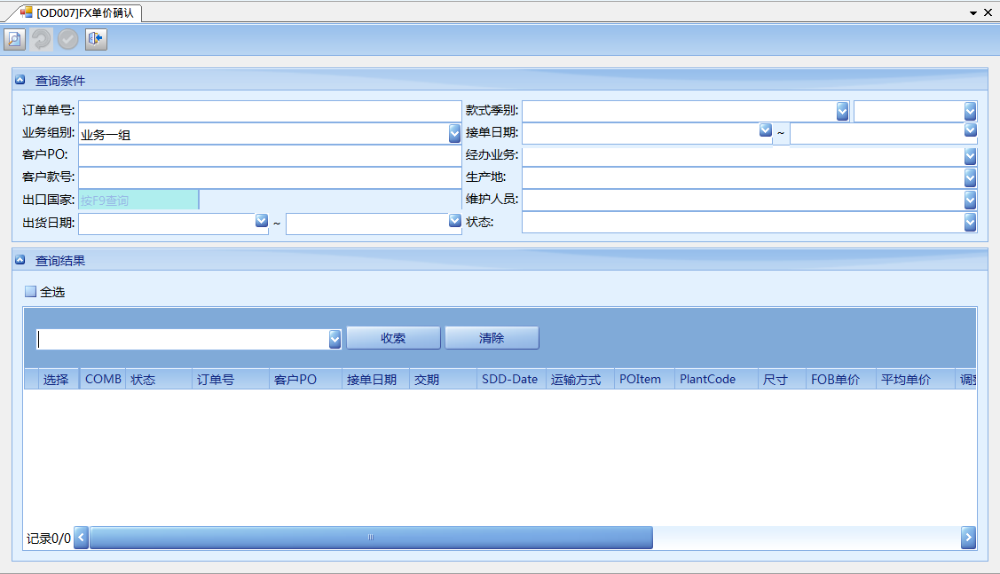 [OD007]FX单价确认
查询条件
订单单号: 款式季别:
业务组别: 业务一组 接单日期: ~
客户PO: 经办业务:
客户款号: 生产地:
出口国家: 按F9查询 维护人员:
出货日期: ~ 状态:
查询结果
全选
收索 清除
选择 COMB 状态 订单号 客户PO 接单日期 交期 SDD-Date 运输方式 POItem PlantCode 尺寸 FOB单价 平均单价 调
记录0/0